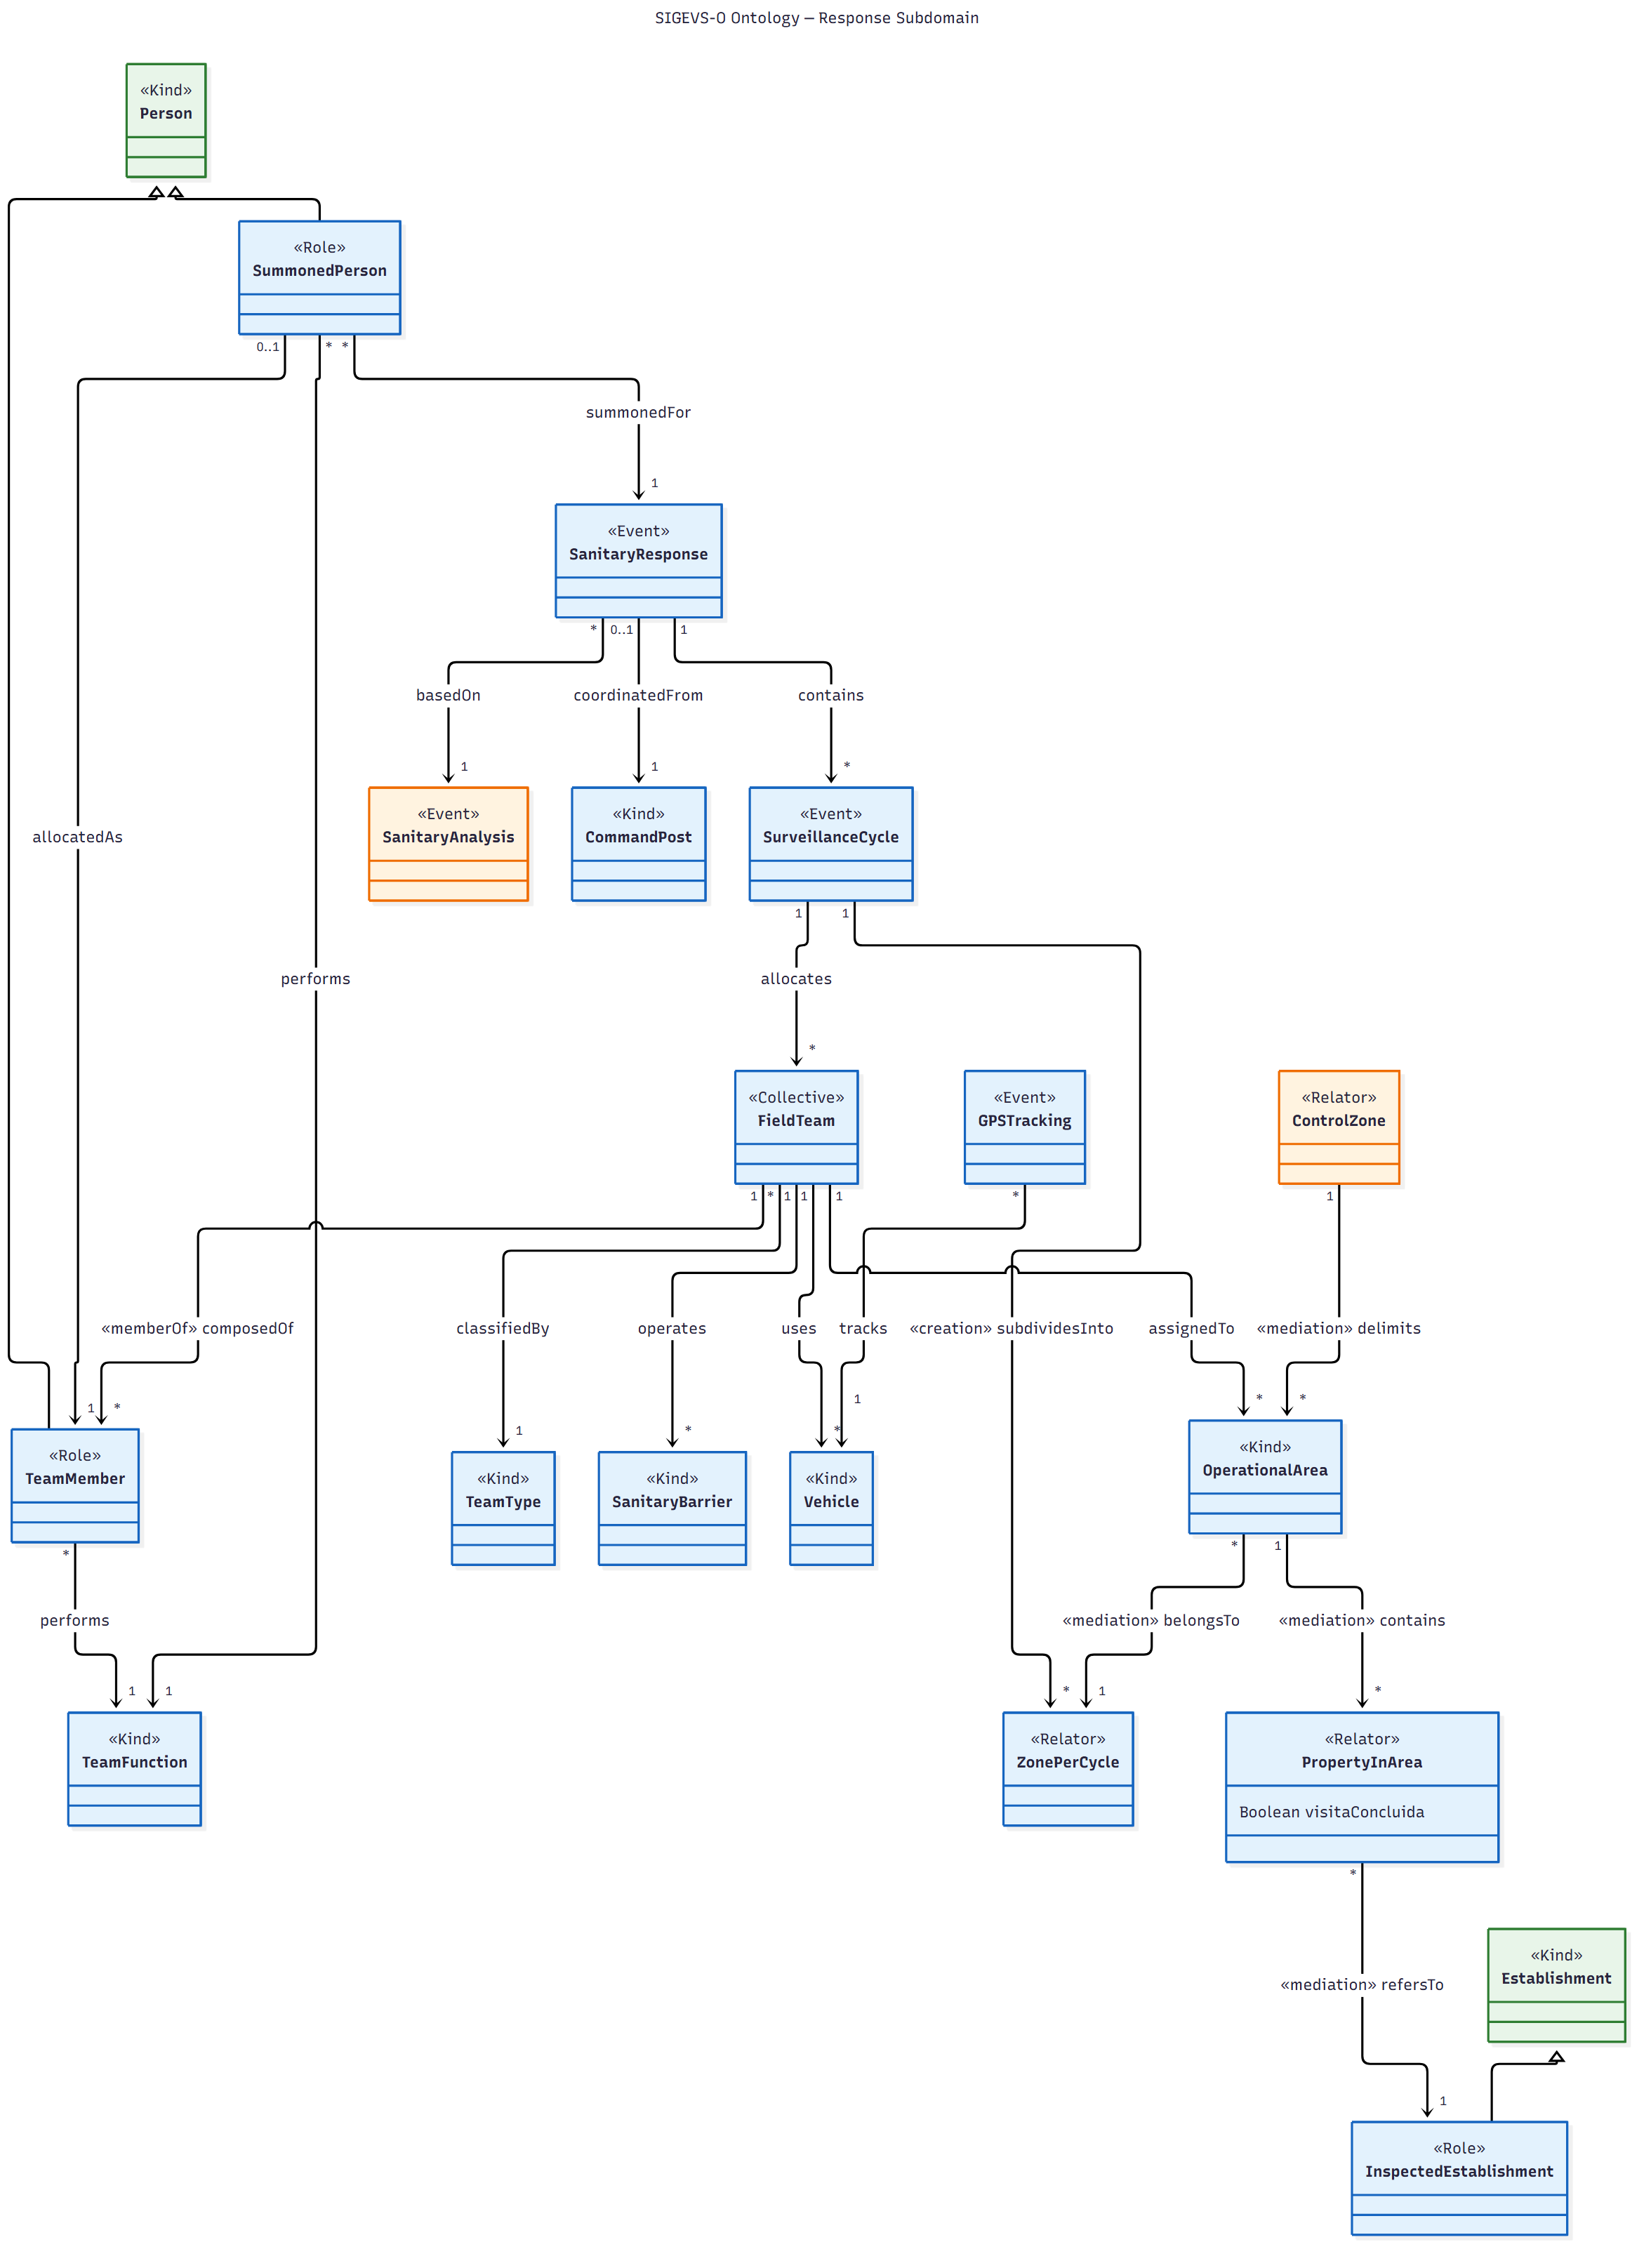 SIGEVS-O Ontology — Response Subdomain
«Kind»
Person
«Role»
SummonedPerson
0..1
*
*
summonedFor
1
«Event»
SanitaryResponse
*
0..1
1
basedOn
coordinatedFrom
contains
1
1
*
«Event»
SanitaryAnalysis
«Kind»
CommandPost
«Event»
SurveillanceCycle
allocatedAs
1
1
performs
allocates
*
«Collective»
FieldTeam
«Event»
GPSTracking
«Relator»
ControlZone
1
*
1
1
1
*
1
«memberOf» composedOf
classifiedBy
operates
uses
tracks
«creation» subdividesInto
assignedTo
«mediation» delimits
1
*
1
*
*
1
*
*
«Role»
TeamMember
«Kind»
TeamType
«Kind»
SanitaryBarrier
«Kind»
Vehicle
«Kind»
OperationalArea
*
*
1
performs
«mediation» belongsTo
«mediation» contains
1
1
*
1
*
«Kind»
TeamFunction
«Relator»
ZonePerCycle
«Relator»
PropertyInArea
Boolean visitaConcluida
*
«mediation» refersTo
«Kind»
Establishment
1
«Role»
InspectedEstablishment